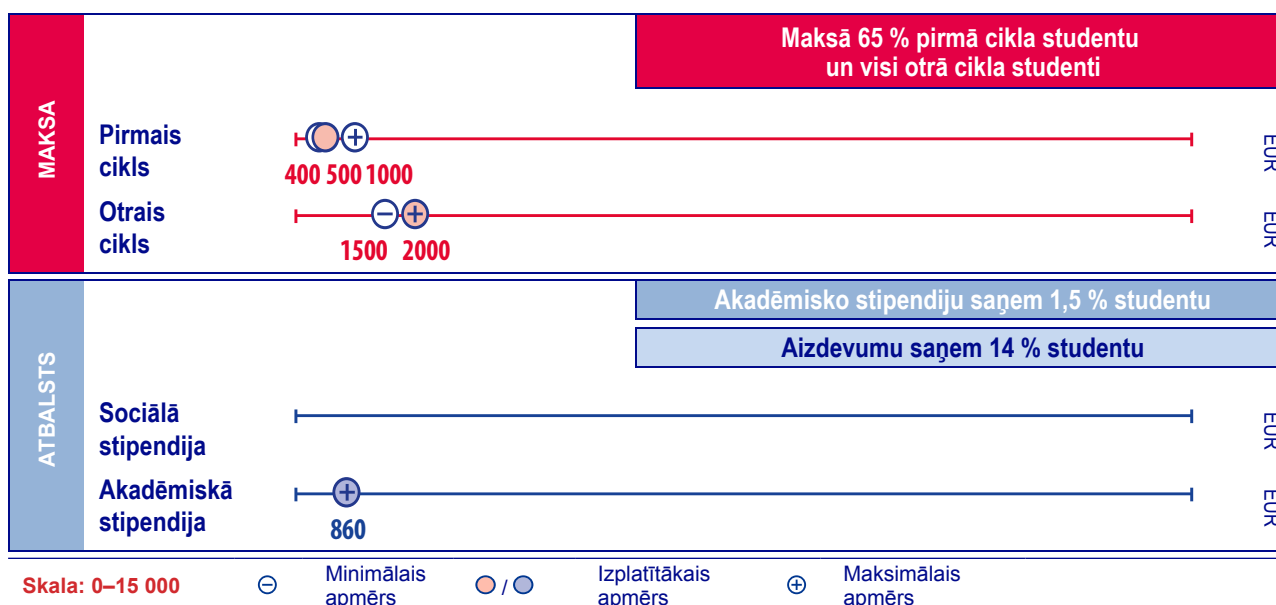 Maksā 65 % pirmā cikla studentu
un visi otrā cikla studenti
MAKSA
Pirmais
cikls
400 500 1000
EUR
Otrais
cikls
1500 2000
EUR
Akadēmisko stipendiju saņem 1,5 % studentu
Aizdevumu saņem 14 % studentu
ATBALSTS
Sociālā
stipendija
EUR
Akadēmiskā
stipendija
860
EUR
Skala: 0–15 000
Minimālais
apmērs
/
Izplatītākais
apmērs
Maksimālais
apmērs